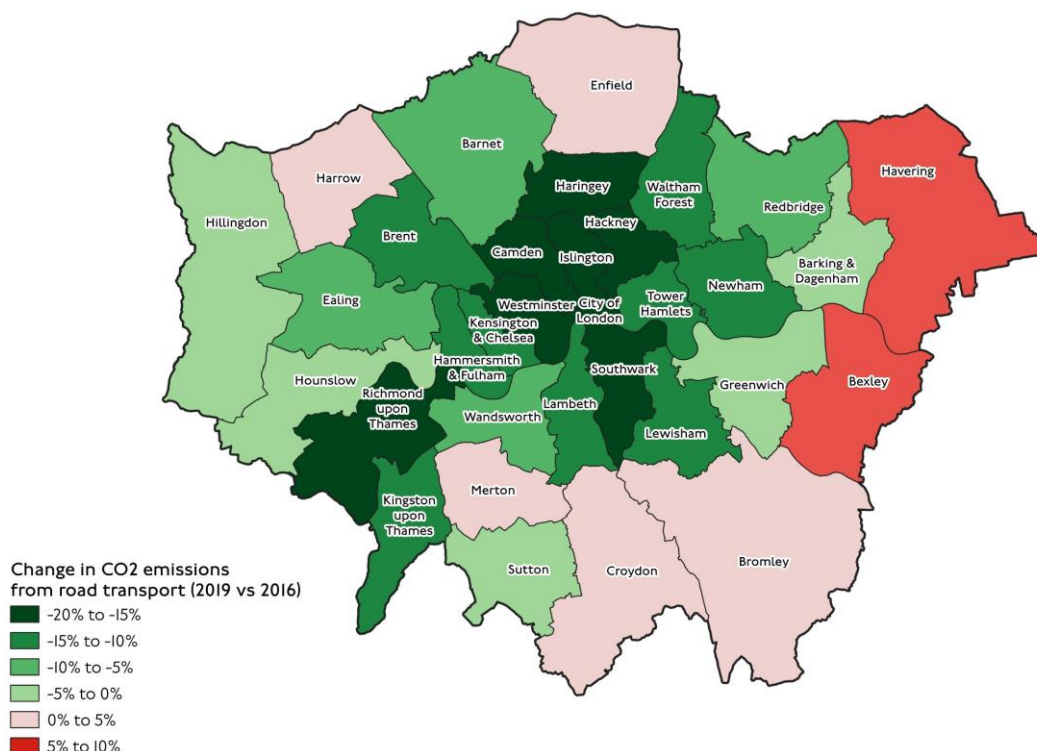 Enfield
Barnet
Harrow
Haringey
Waltham
Forest
Havering
Redbridge
Hillingdon
Hackney
Brent
Camden
Islington
Barking &
Dagenham
Newham
Ealing
Westminster
City of
London
Tower
Hamlets
Kensington
& Chelsea
Hammersmith
& Fulham
Southwark
Hounslow
Richmond
upon
Thames
Greenwich
Bexley
Lambeth
Wandsworth
Lewisham
Merton
Kingston
upon
Thames
Sutton
Croydon
Bromley
Change in CO2 emissions
from road transport (2019 vs 2016)
-20% to -15%
-15% to -10%
-10% to -5%
-5% to 0%
0% to 5%
5% to 10%